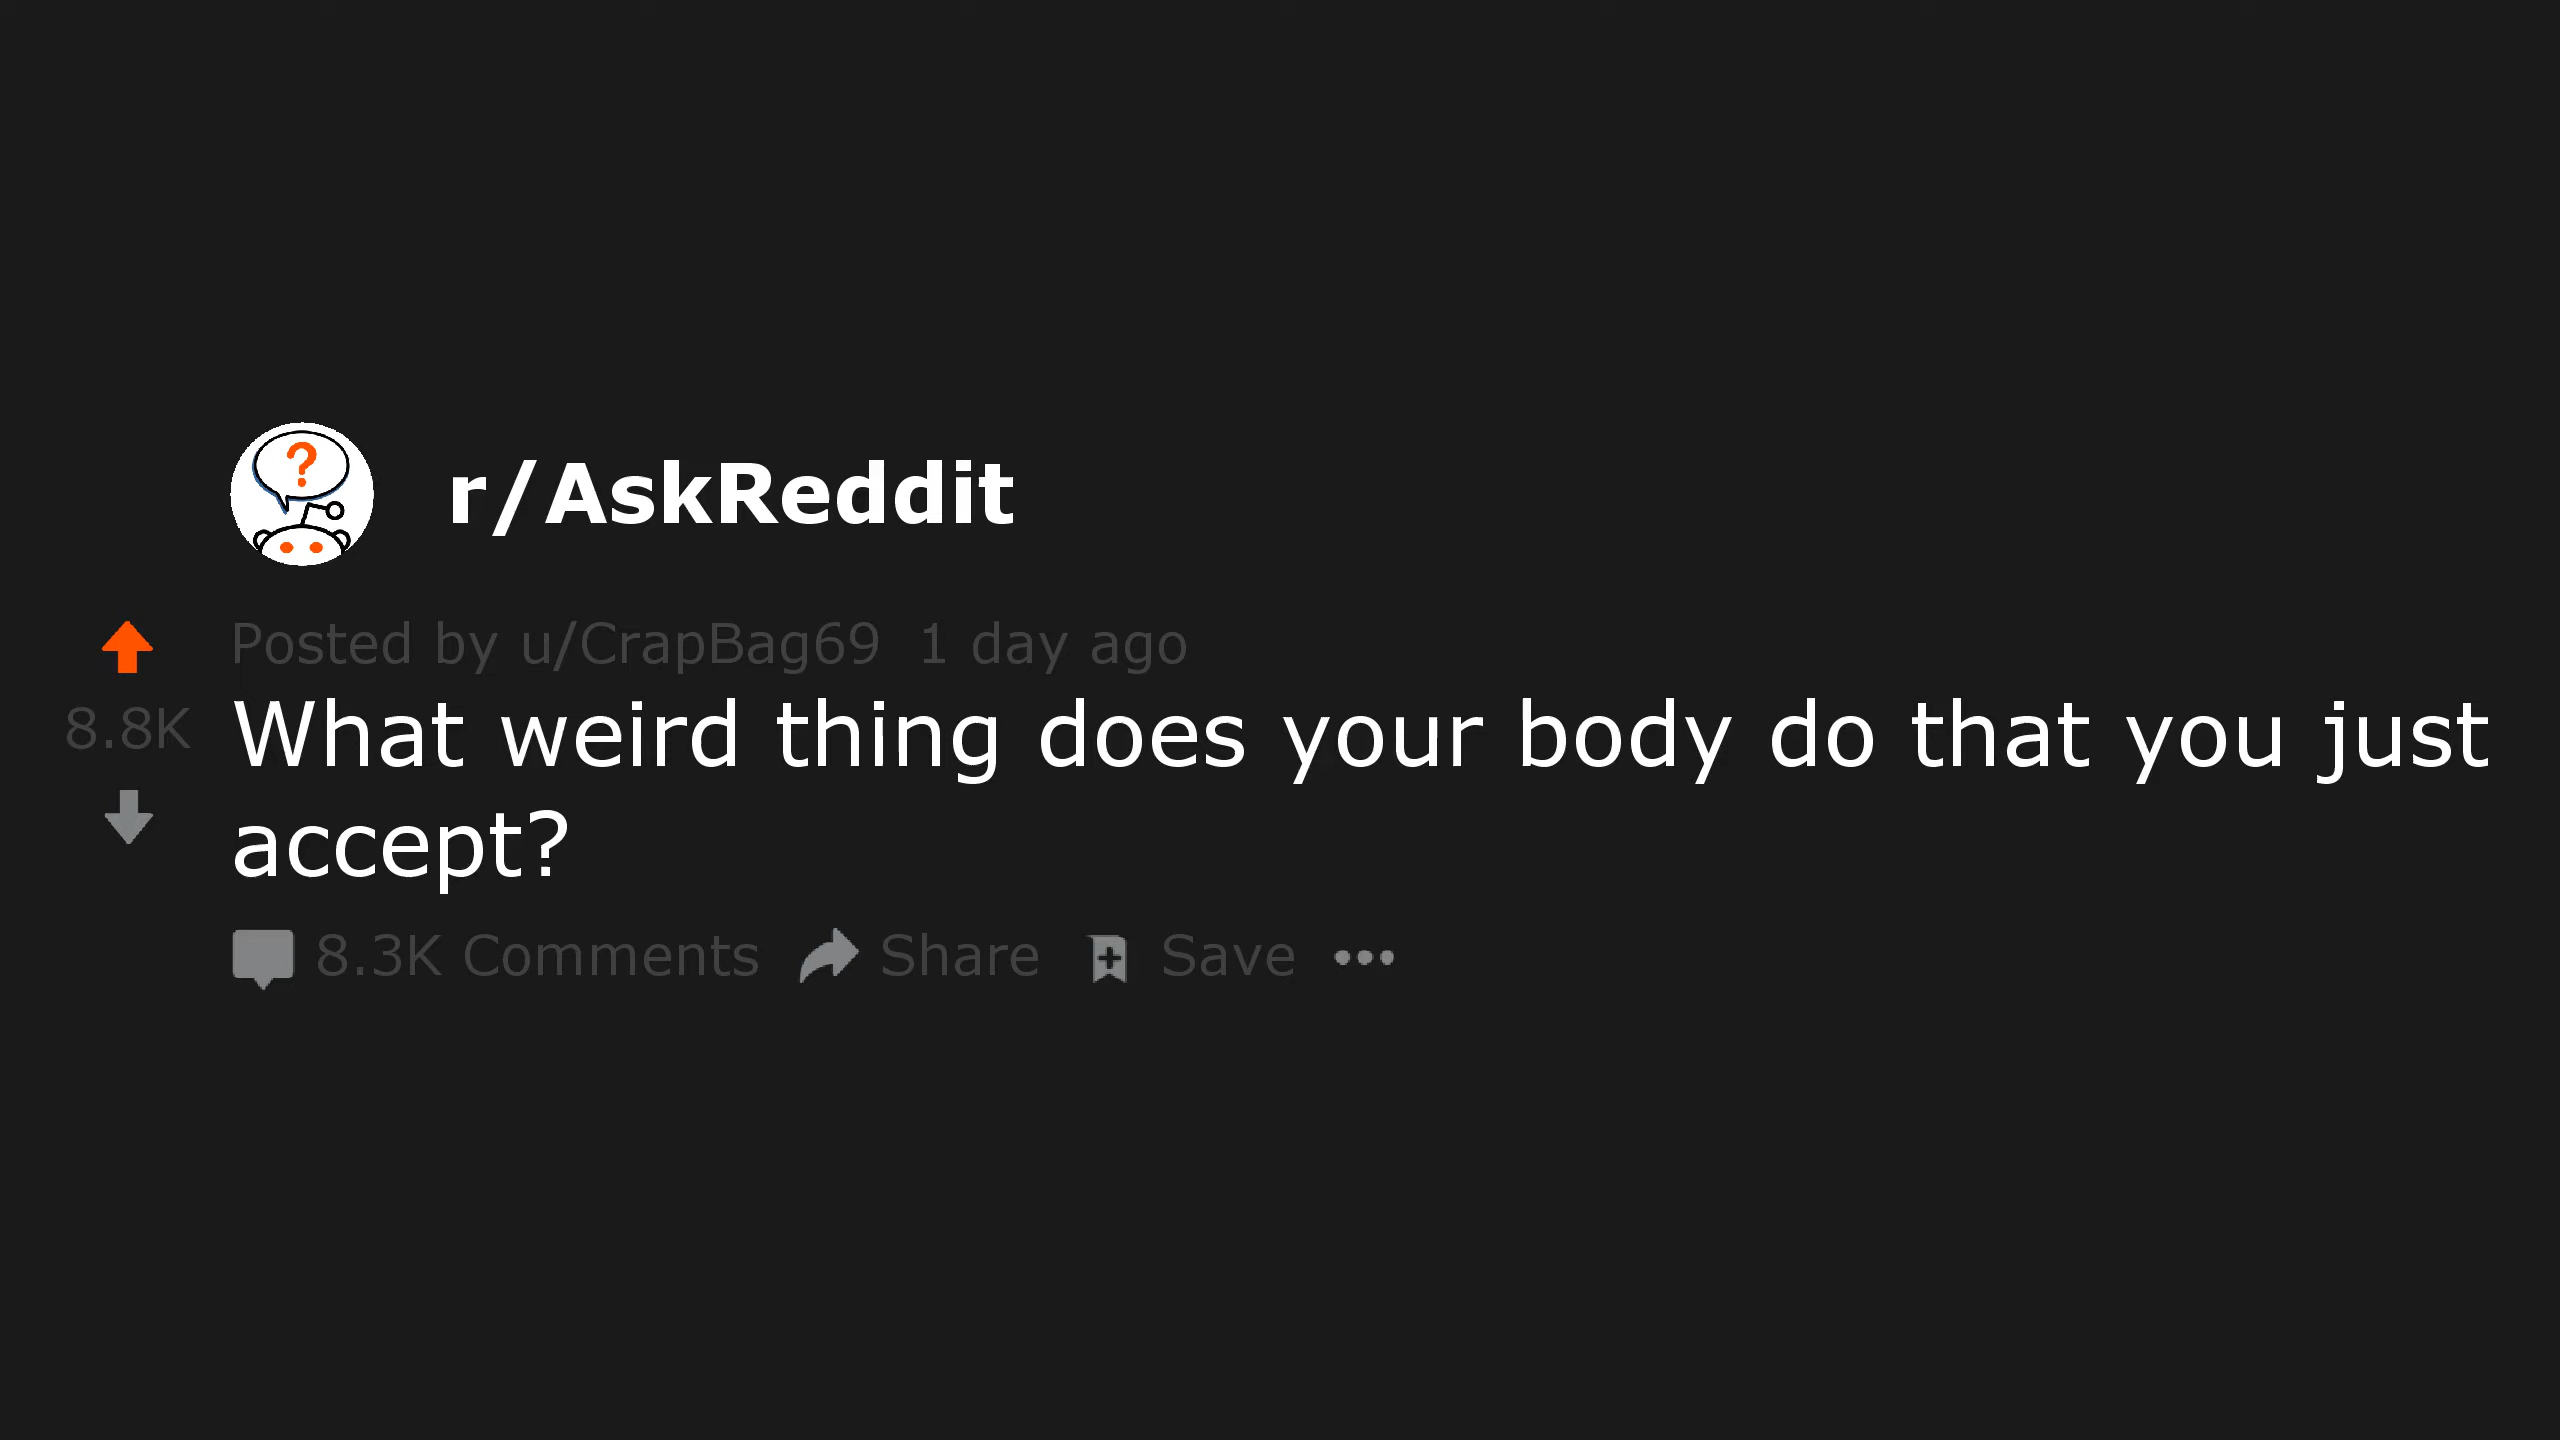 ?
r/AskReddit
Posted by u/CrapBag69 1 day ago
8.8K
What weird thing does your body do that you just
accept?
8.3K Comments Share Save •••